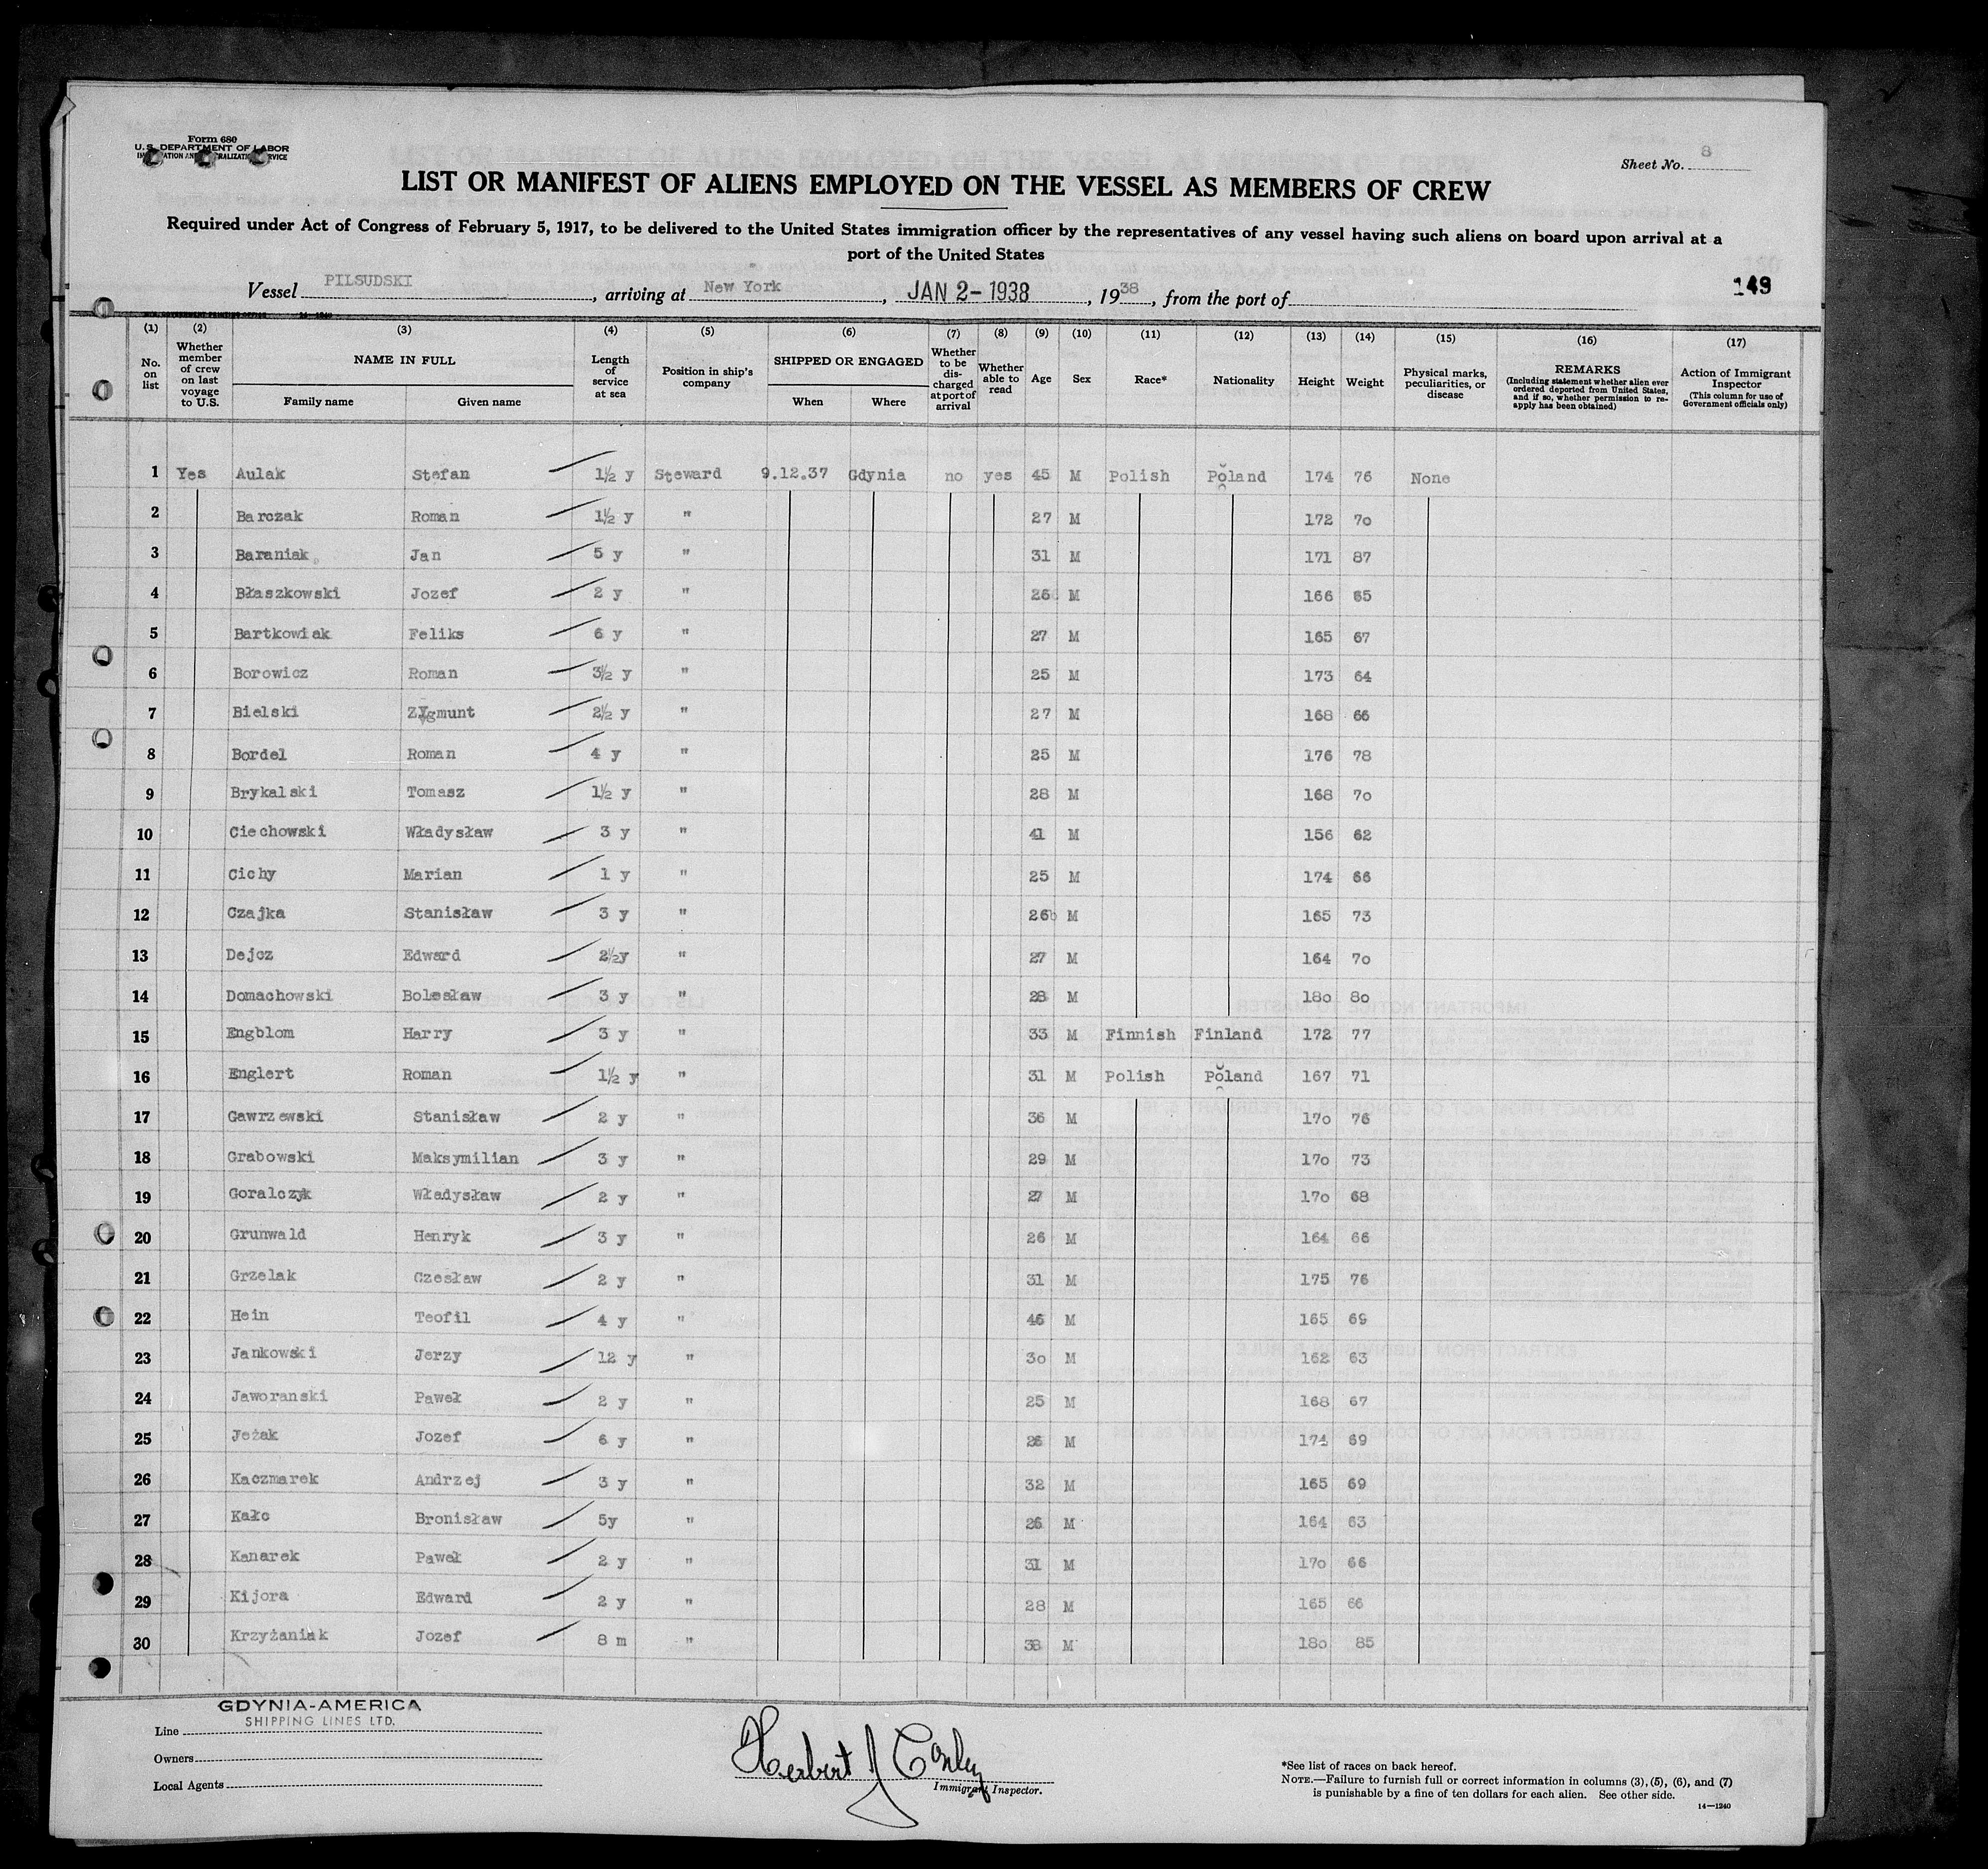 Form 680
U. S. DEPARTMENT OF LABOR
Sheet No. 8
LIST OR MANIFEST OF ALIENS EMPLOYED ON THE VESSEL AS MEMBERS OF CREW
Required under Act of Congress of February 5, 1917, to be delivered to the United States immigration officer by the representatives of any vessel having such aliens on board upon arrival at a
port of the United States
Vessel PILSUDSKI, arriving at New York, JAN 2-1938, 1938, from the port of
149
(1) (2) (3) (4) (5) (6) (7) (8) (9) (10) (11) (12) (13) (14) (15) (16) (17)
No. on list
Whether member of crew on last voyage to U.S.
NAME IN FULL
Family name Given name
Length of service at sea
Position in ship's company
SHIPPED OR ENGAGED
When Where
Whether to be discharged at port of arrival
Whether able to read
Age
Sex
Race*
Nationality
Height
Weight
Physical marks, peculiarities, or disease
REMARKS
(Including statement whether alien ever ordered deported from United States, and if so, whether permission to re-apply has been obtained)
Action of Immigrant Inspector
(This column for use of Government officials only)
1 Yes Aulak Stefan 1½ y Steward 9.12.37 Gdynia no yes 45 M Polish Poland 174 76 None
2 Barczak Roman 1½ y " 27 M 172 70
3 Baraniak Jan 5 y " 31 M 171 87
4 Błaszkowski Jozef 2 y " 26 M 166 65
5 Bartkowiak Feliks 6 y " 27 M 165 67
6 Borowicz Roman 3½ y " 25 M 173 64
7 Bielski Zygmunt 2½ y " 27 M 168 66
8 Bordel Roman 4 y " 25 M 176 78
9 Brykalski Tomasz 1½ y " 28 M 168 70
10 Ciechowski Władysław 3 y " 41 M 156 62
11 Cichy Marian 1 y " 25 M 174 66
12 Czajka Stanisław 3 y " 26 M 165 73
13 Dejcz Edward 2½y " 27 M 164 70
14 Domachowski Bolesław 3 y " 28 M 180 80
15 Engblom Harry 3 y " 33 M Finnish Finland 172 77
16 Englert Roman 1½ y " 31 M Polish Poland 167 71
17 Gawrzewski Stanisław 2 y " 36 M 170 76
18 Grabowski Maksymilian 3 y " 29 M 170 73
19 Goralczyk Władysław 2 y " 27 M 170 68
20 Grunwald Henryk 3 y " 26 M 164 66
21 Grzelak Czesław 2 y " 31 M 175 76
22 Hein Teofil 4 y " 46 M 165 69
23 Jankowski Jerzy 12 y " 30 M 162 63
24 Jaworanski Paweł 2 y " 25 M 168 67
25 Jeżak Jozef 6 y " 26 M 174 69
26 Kaczmarek Andrzej 3 y " 32 M 165 69
27 Kałc Bronisław 5y " 26 M 164 63
28 Kanarek Paweł 2 y " 31 M 170 66
29 Kijora Edward 2 y " 28 M 165 66
30 Krzyżaniak Jozef 8 m " 38 M 180 85
GDYNIA-AMERICA
SHIPPING LINES LTD.
Line
Owners
Local Agents
Herbert J Conley
Immigrant Inspector.
*See list of races on back hereof.
NOTE.—Failure to furnish full or correct information in columns (3), (5), (6), and (7)
is punishable by a fine of ten dollars for each alien. See other side.
14—1240